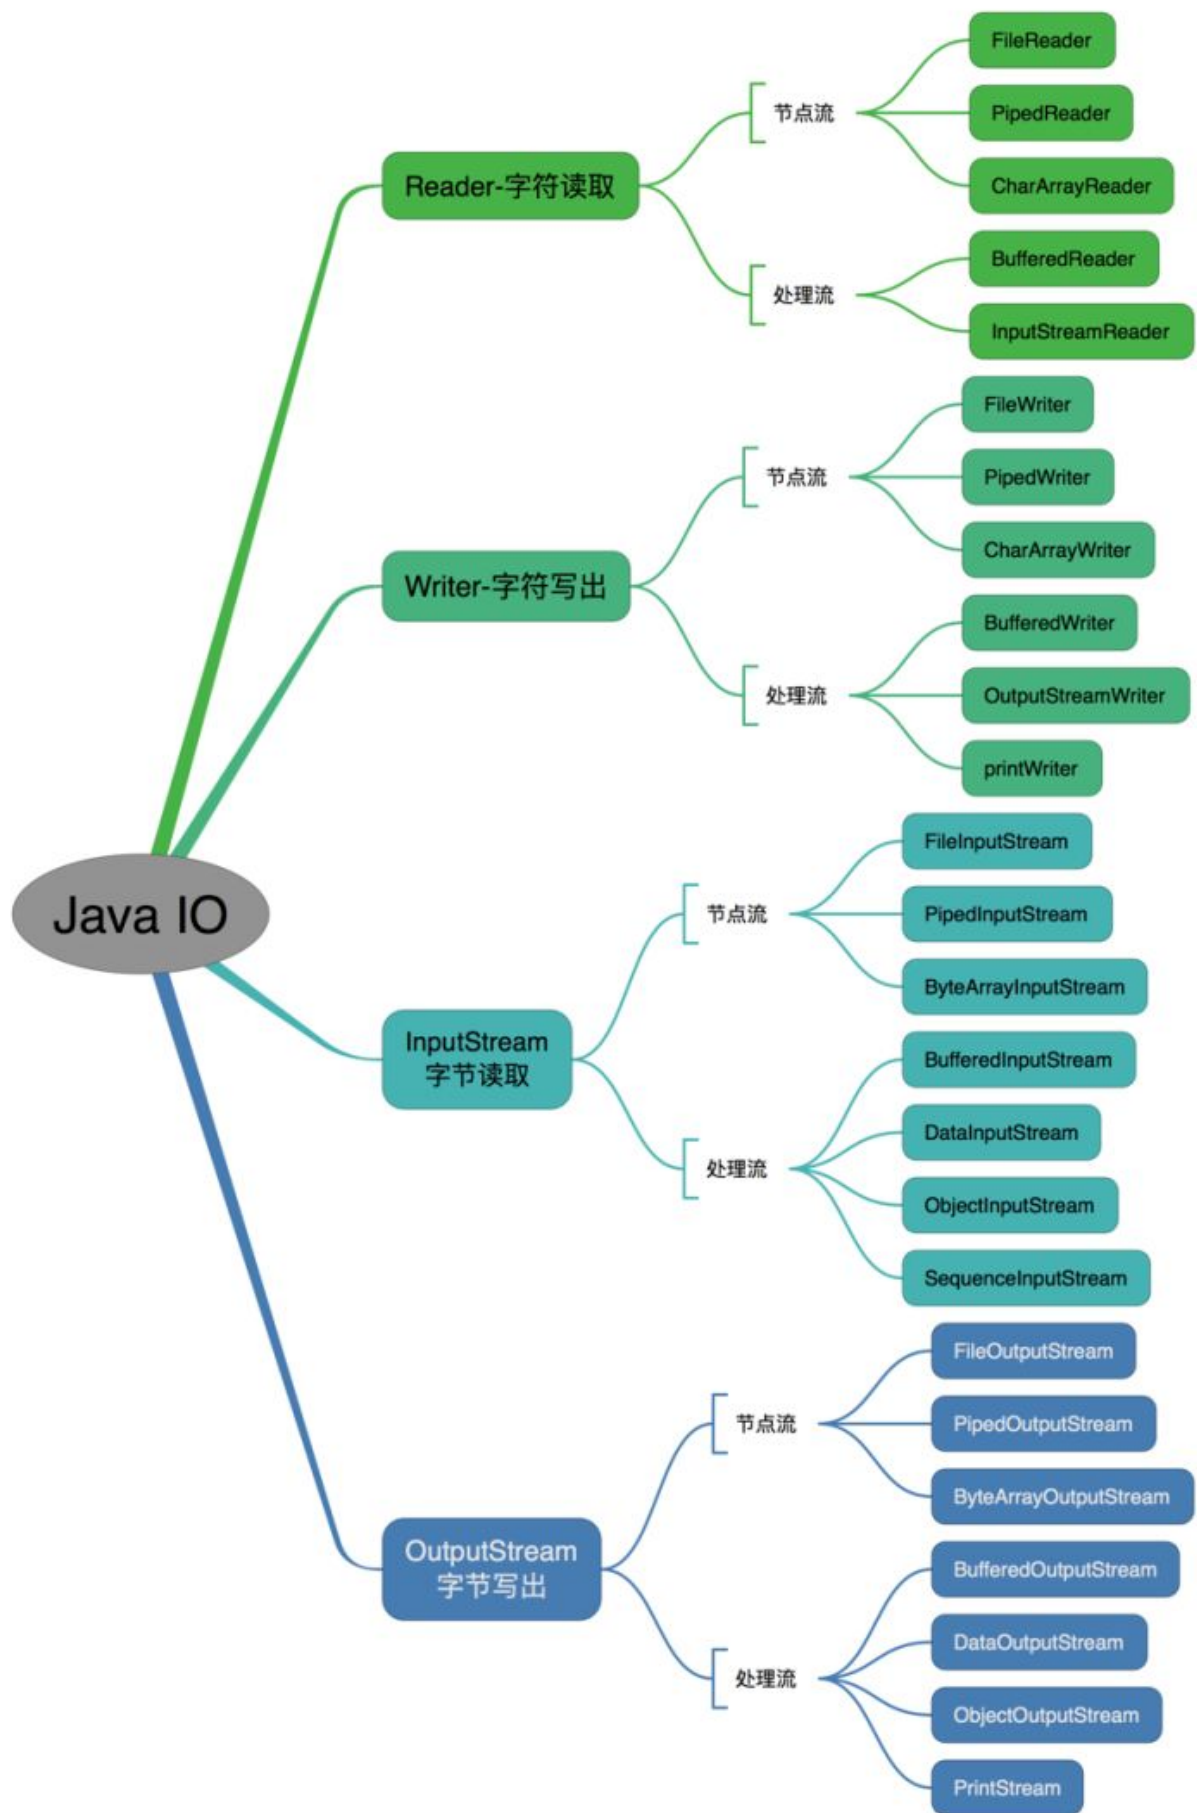 FileReader
节点流
PipedReader
Reader-字符读取
CharArrayReader
BufferedReader
处理流
InputStreamReader
FileWriter
节点流
PipedWriter
CharArrayWriter
Writer-字符写出
BufferedWriter
处理流
OutputStreamWriter
printWriter
Java IO
FileInputStream
节点流
PipedInputStream
ByteArrayInputStream
InputStream
字节读取
BufferedInputStream
DataInputStream
处理流
ObjectInputStream
SequenceInputStream
FileOutputStream
节点流
PipedOutputStream
ByteArrayOutputStream
OutputStream
字节写出
BufferedOutputStream
DataOutputStream
处理流
ObjectOutputStream
PrintStream